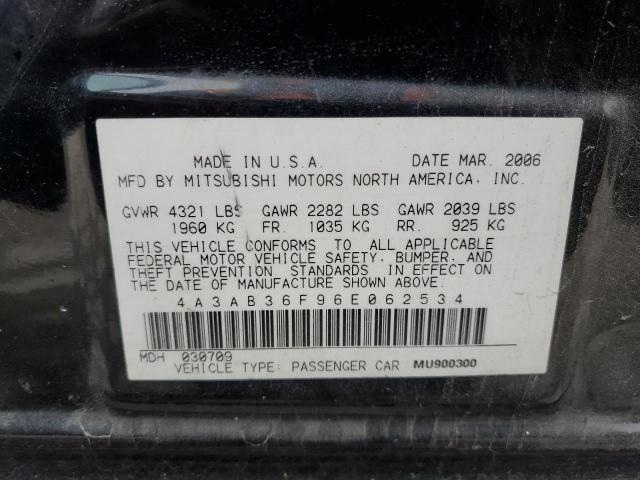 MADE IN U.S.A. DATE MAR. 2006
MFD BY MITSUBISHI MOTORS NORTH AMERICA, INC.
GVWR 4321 LBS GAWR 2282 LBS GAWR 2039 LBS
1960 KG FR. 1035 KG RR. 925 KG
THIS VEHICLE CONFORMS TO ALL APPLICABLE
FEDERAL MOTOR VEHICLE SAFETY, BUMPER, AND
THEFT PREVENTION STANDARDS IN EFFECT ON
THE DATE OF MANUFACTURE SHOWN ABOVE.
4A3AB36F96E062534
MDH 030709
VEHICLE TYPE: PASSENGER CAR MU900300